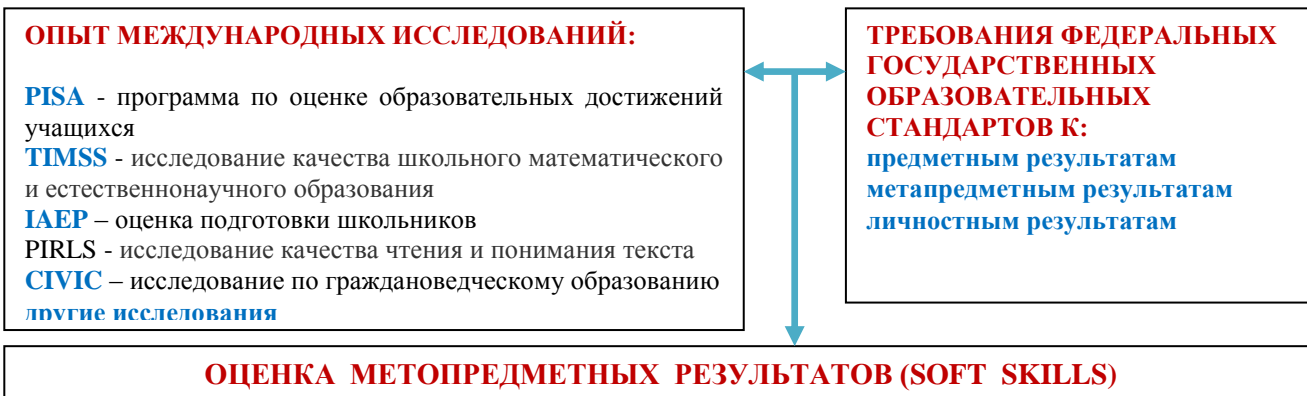 ОПЫТ МЕЖДУНАРОДНЫХ ИССЛЕДОВАНИЙ:
PISA - программа по оценке образовательных достижений
учащихся
TIMSS - исследование качества школьного математического
и естественнонаучного образования
IAEP – оценка подготовки школьников
PIRLS - исследование качества чтения и понимания текста
CIVIC – исследование по граждановедческому образованию
другие исследования
ТРЕБОВАНИЯ ФЕДЕРАЛЬНЫХ
ГОСУДАРСТВЕННЫХ
ОБРАЗОВАТЕЛЬНЫХ
СТАНДАРТОВ К:
предметным результатам
метапредметным результатам
личностным результатам
ОЦЕНКА МЕТОПРЕДМЕТНЫХ РЕЗУЛЬТАТОВ (SOFT SKILLS)